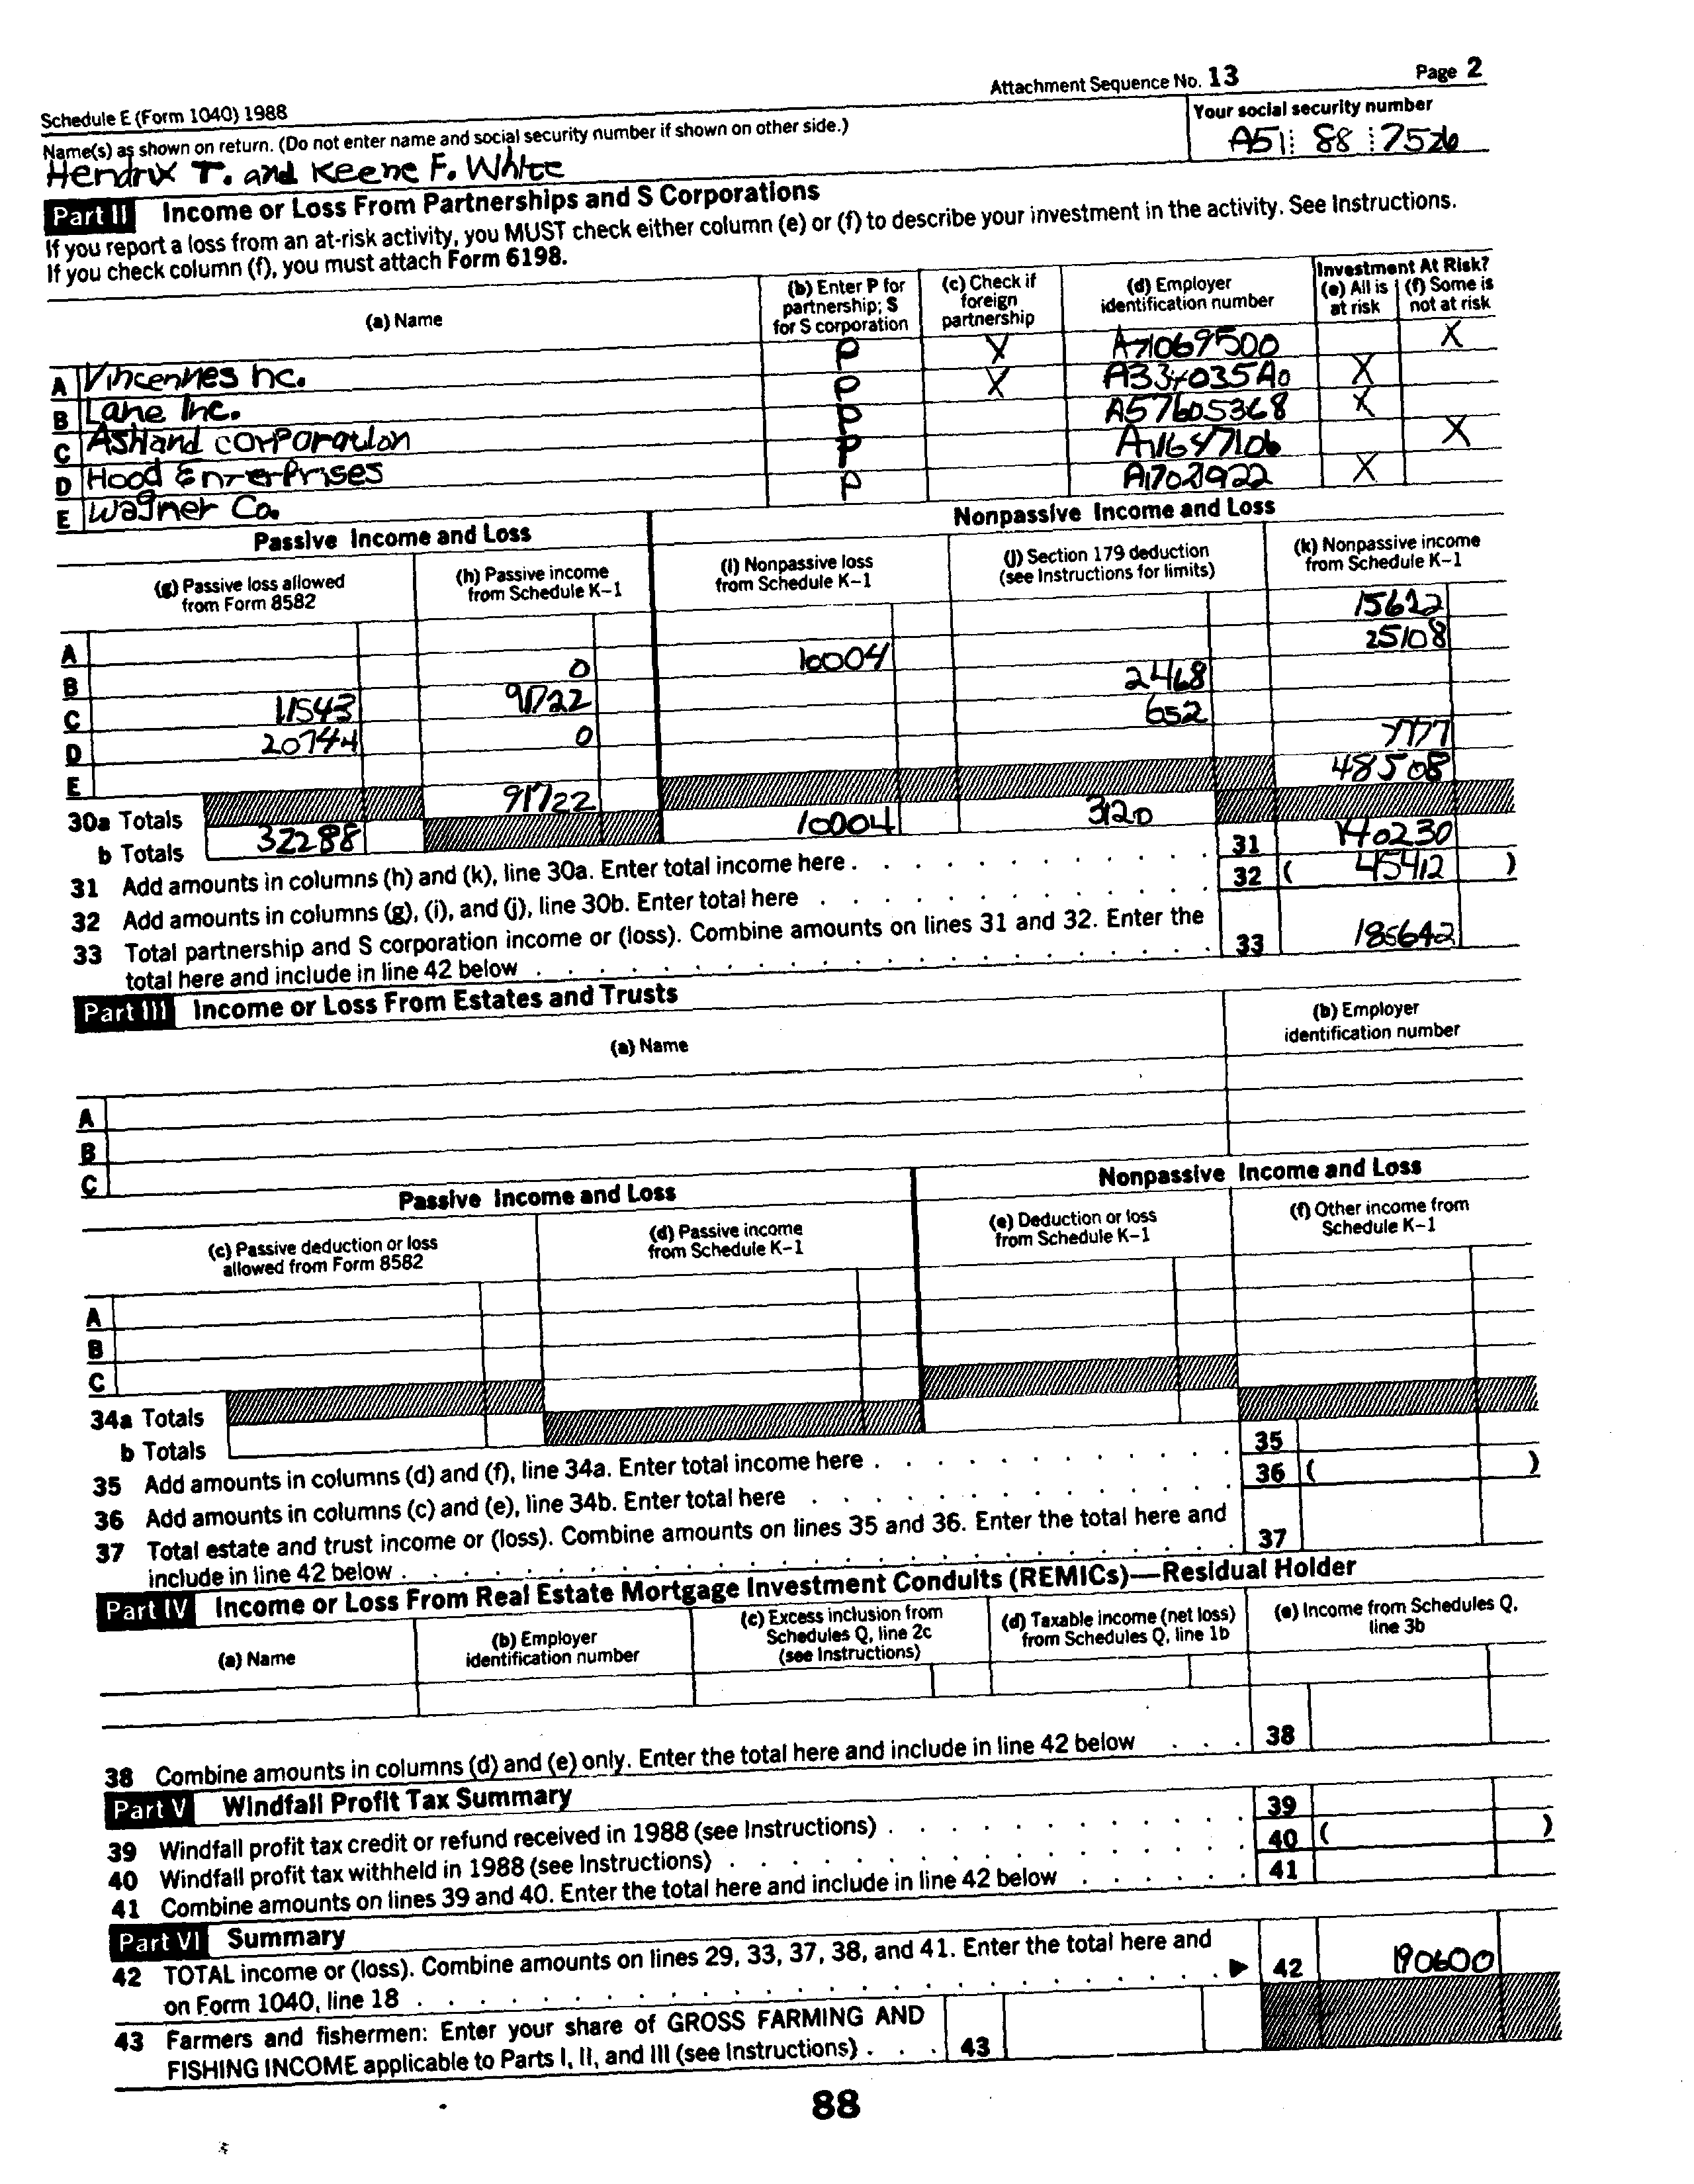 Attachment Sequence No. 13 Page 2
Schedule E (Form 1040) 1988
Name(s) as shown on return. (Do not enter name and social security number if shown on other side.) Your social security number
Hendrix T. and Keene F. White A51 88 7526
Part II Income or Loss From Partnerships and S Corporations
If you report a loss from an at-risk activity, you MUST check either column (e) or (f) to describe your investment in the activity. See Instructions.
If you check column (f), you must attach Form 6198.
(a) Name
(b) Enter P for
partnership; S
for S corporation
(c) Check if
foreign
partnership
(d) Employer
identification number
Investment At Risk?
(e) All is
at risk
(f) Some is
not at risk
A Vincennes nc. P X A71069500 X
B Lane Inc. P X X
C Ashland corporation P A57605368 X
D Hood Enterprises P X
E Wagner Co. P A17021922 X
Passive Income and Loss Nonpassive Income and Loss
(g) Passive loss allowed
from Form 8582
(h) Passive income
from Schedule K–1
(i) Nonpassive loss
from Schedule K–1
(j) Section 179 deduction
(see Instructions for limits)
(k) Nonpassive income
from Schedule K–1
A 15612
B 0 10004 25108
C 11543 91722 2468
D 20744 0 652
E 7777
30a Totals 91722 48508
b Totals 32288 10004 3120
31 Add amounts in columns (h) and (k), line 30a. Enter total income here 31 140230
32 Add amounts in columns (g), (i), and (j), line 30b. Enter total here 32 ( 45412 )
33 Total partnership and S corporation income or (loss). Combine amounts on lines 31 and 32. Enter the
total here and include in line 42 below 33 185642
Part III Income or Loss From Estates and Trusts
(a) Name
(b) Employer
identification number
A
B
C
Passive Income and Loss Nonpassive Income and Loss
(c) Passive deduction or loss
allowed from Form 8582
(d) Passive income
from Schedule K–1
(e) Deduction or loss
from Schedule K–1
(f) Other income from
Schedule K–1
A
B
C
34a Totals
b Totals
35 Add amounts in columns (d) and (f), line 34a. Enter total income here 35
36 Add amounts in columns (c) and (e), line 34b. Enter total here 36 ( )
37 Total estate and trust income or (loss). Combine amounts on lines 35 and 36. Enter the total here and
include in line 42 below 37
Part IV Income or Loss From Real Estate Mortgage Investment Conduits (REMICs)—Residual Holder
(a) Name
(b) Employer
identification number
(c) Excess inclusion from
Schedules Q, line 2c
(see Instructions)
(d) Taxable income (net loss)
from Schedules Q, line 1b
(e) Income from Schedules Q,
line 3b
38 Combine amounts in columns (d) and (e) only. Enter the total here and include in line 42 below 38
Part V Windfall Profit Tax Summary
39 Windfall profit tax credit or refund received in 1988 (see Instructions) 39
40 Windfall profit tax withheld in 1988 (see Instructions) 40 ( )
41 Combine amounts on lines 39 and 40. Enter the total here and include in line 42 below 41
Part VI Summary
42 TOTAL income or (loss). Combine amounts on lines 29, 33, 37, 38, and 41. Enter the total here and
on Form 1040, line 18 ► 42 190600
43 Farmers and fishermen: Enter your share of GROSS FARMING AND
FISHING INCOME applicable to Parts I, II, and III (see Instructions) 43
88